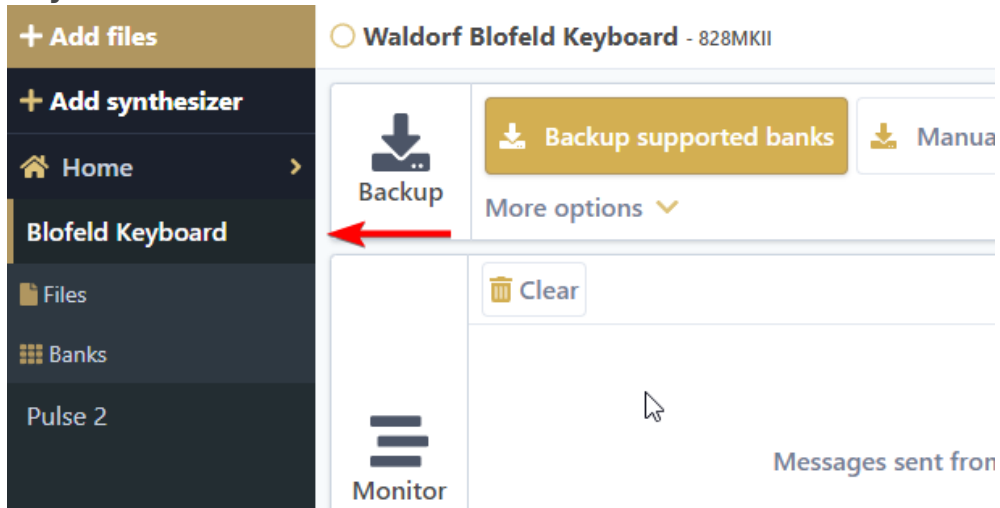 + Add files
+ Add synthesizer
Home
Blofeld Keyboard
Files
Banks
Pulse 2
Waldorf Blofeld Keyboard - 828MKII
Backup
Backup supported banks
More options
Clear
Monitor
Messages sent